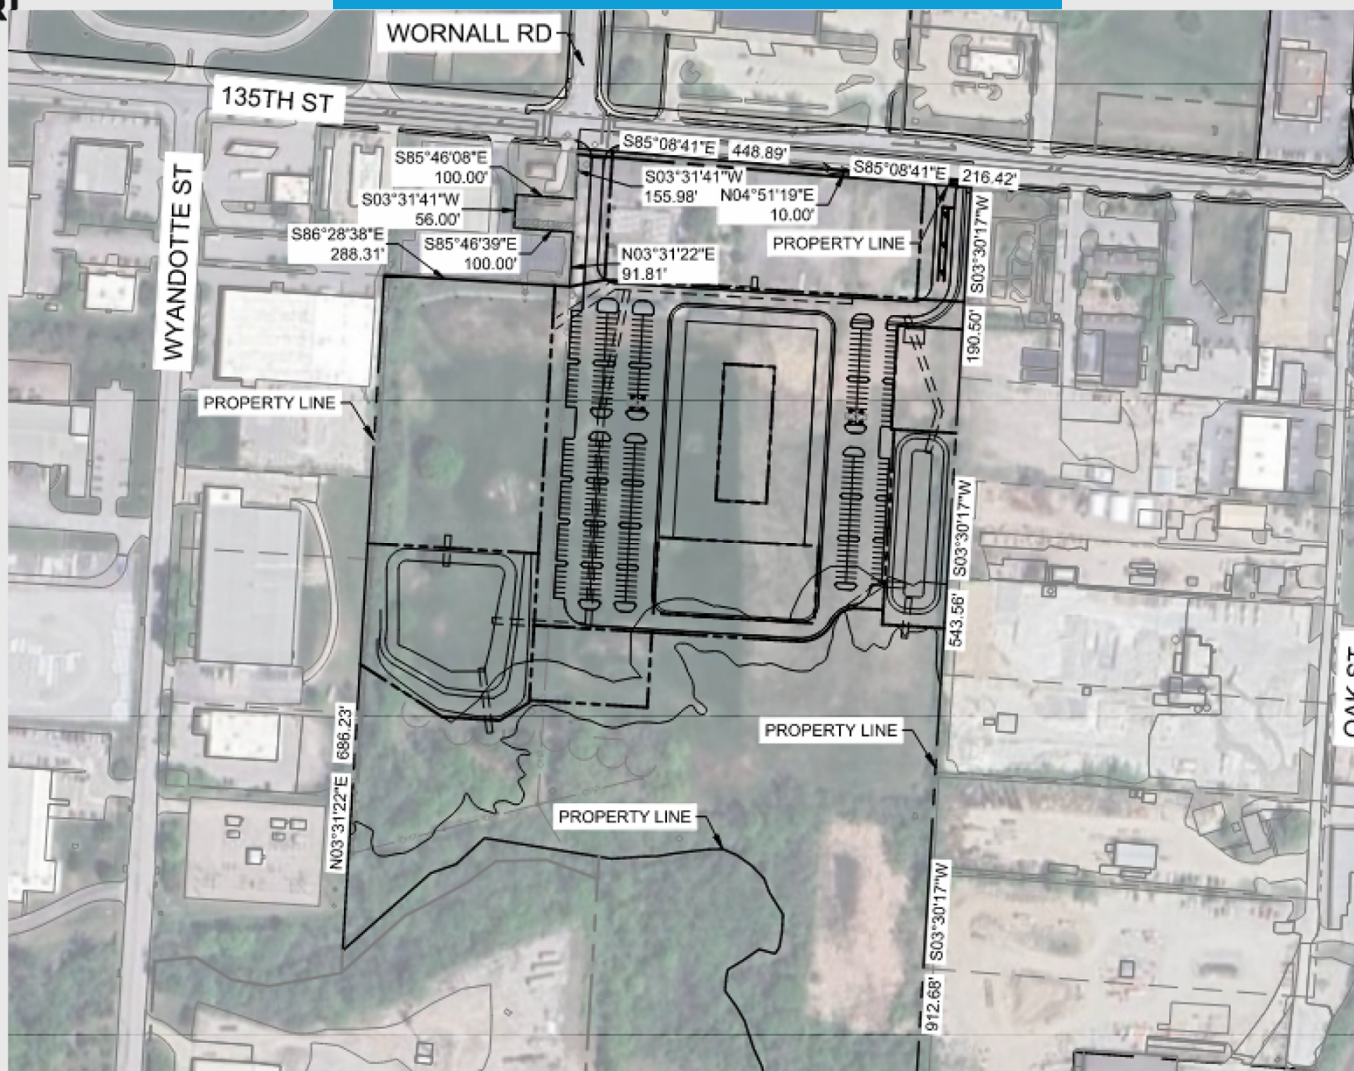 WORNALL RD
135TH ST
WYANDOTTE ST
S85°08'41"E 448.89'
S85°08'41"E 216.42'
S85°46'08"E
100.00'
S03°31'41"W
155.98'
N04°51'19"E
10.00'
S03°31'41"W
56.00'
S86°28'38"E
288.31'
S85°46'39"E
100.00'
N03°31'22"E
91.81'
PROPERTY LINE
190.50' S03°30'17"W
PROPERTY LINE
543.56' S03°30'17"W
N03°31'22"E 686.23'
PROPERTY LINE
PROPERTY LINE
912.68' S03°30'17"W
OAK ST